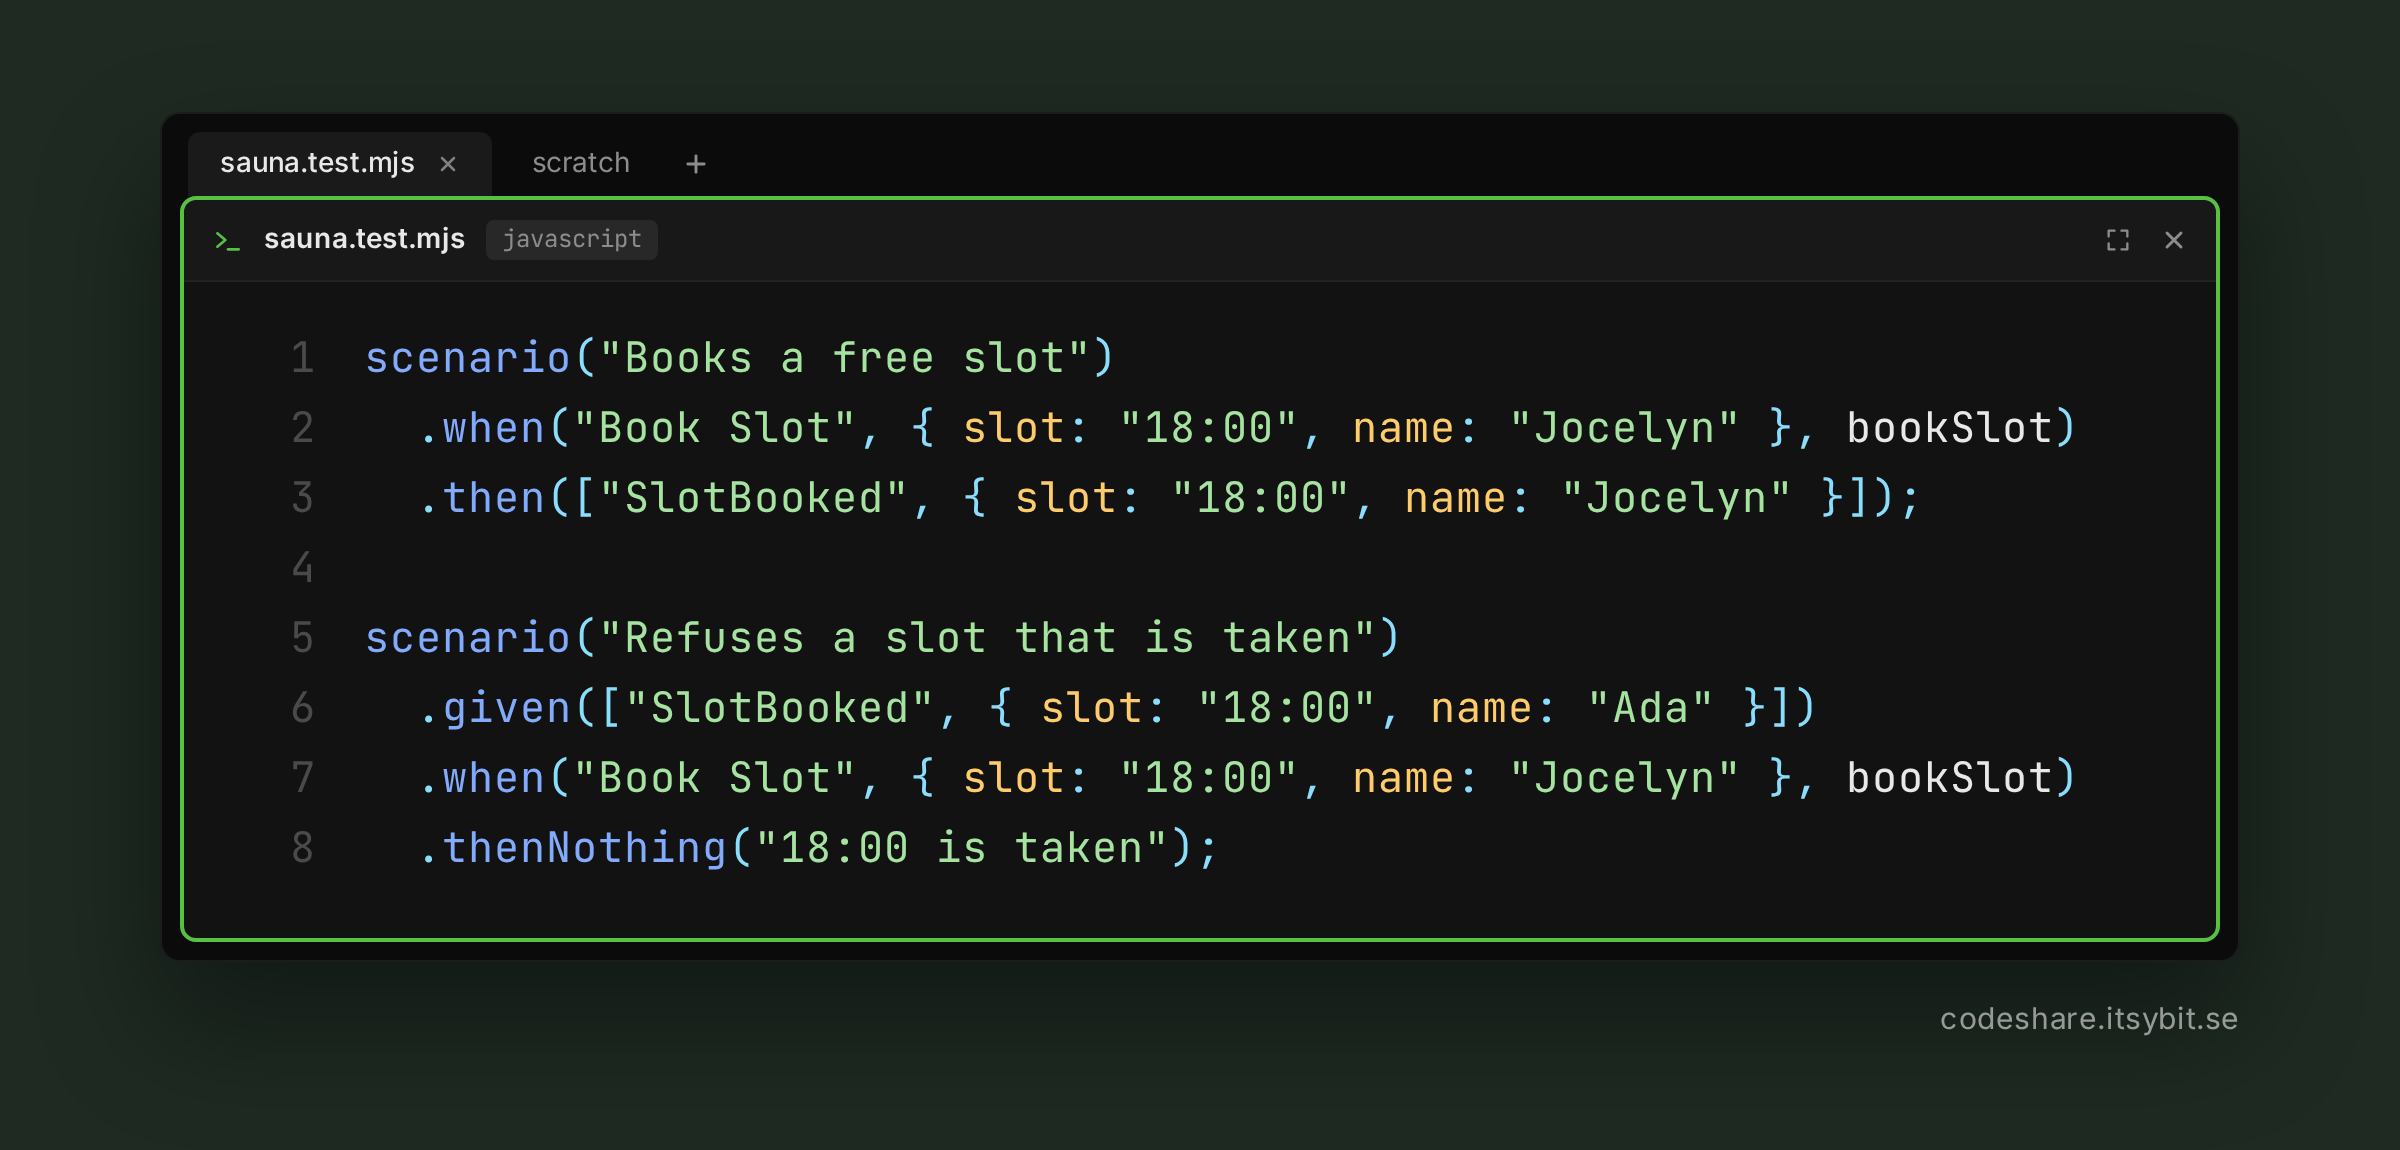 sauna.test.mjs × scratch +
>_ sauna.test.mjs javascript ×
1 scenario("Books a free slot")
2   .when("Book Slot", { slot: "18:00", name: "Jocelyn" }, bookSlot)
3   .then(["SlotBooked", { slot: "18:00", name: "Jocelyn" }]);
4
5 scenario("Refuses a slot that is taken")
6   .given(["SlotBooked", { slot: "18:00", name: "Ada" }])
7   .when("Book Slot", { slot: "18:00", name: "Jocelyn" }, bookSlot)
8   .thenNothing("18:00 is taken");
codeshare.itsybit.se